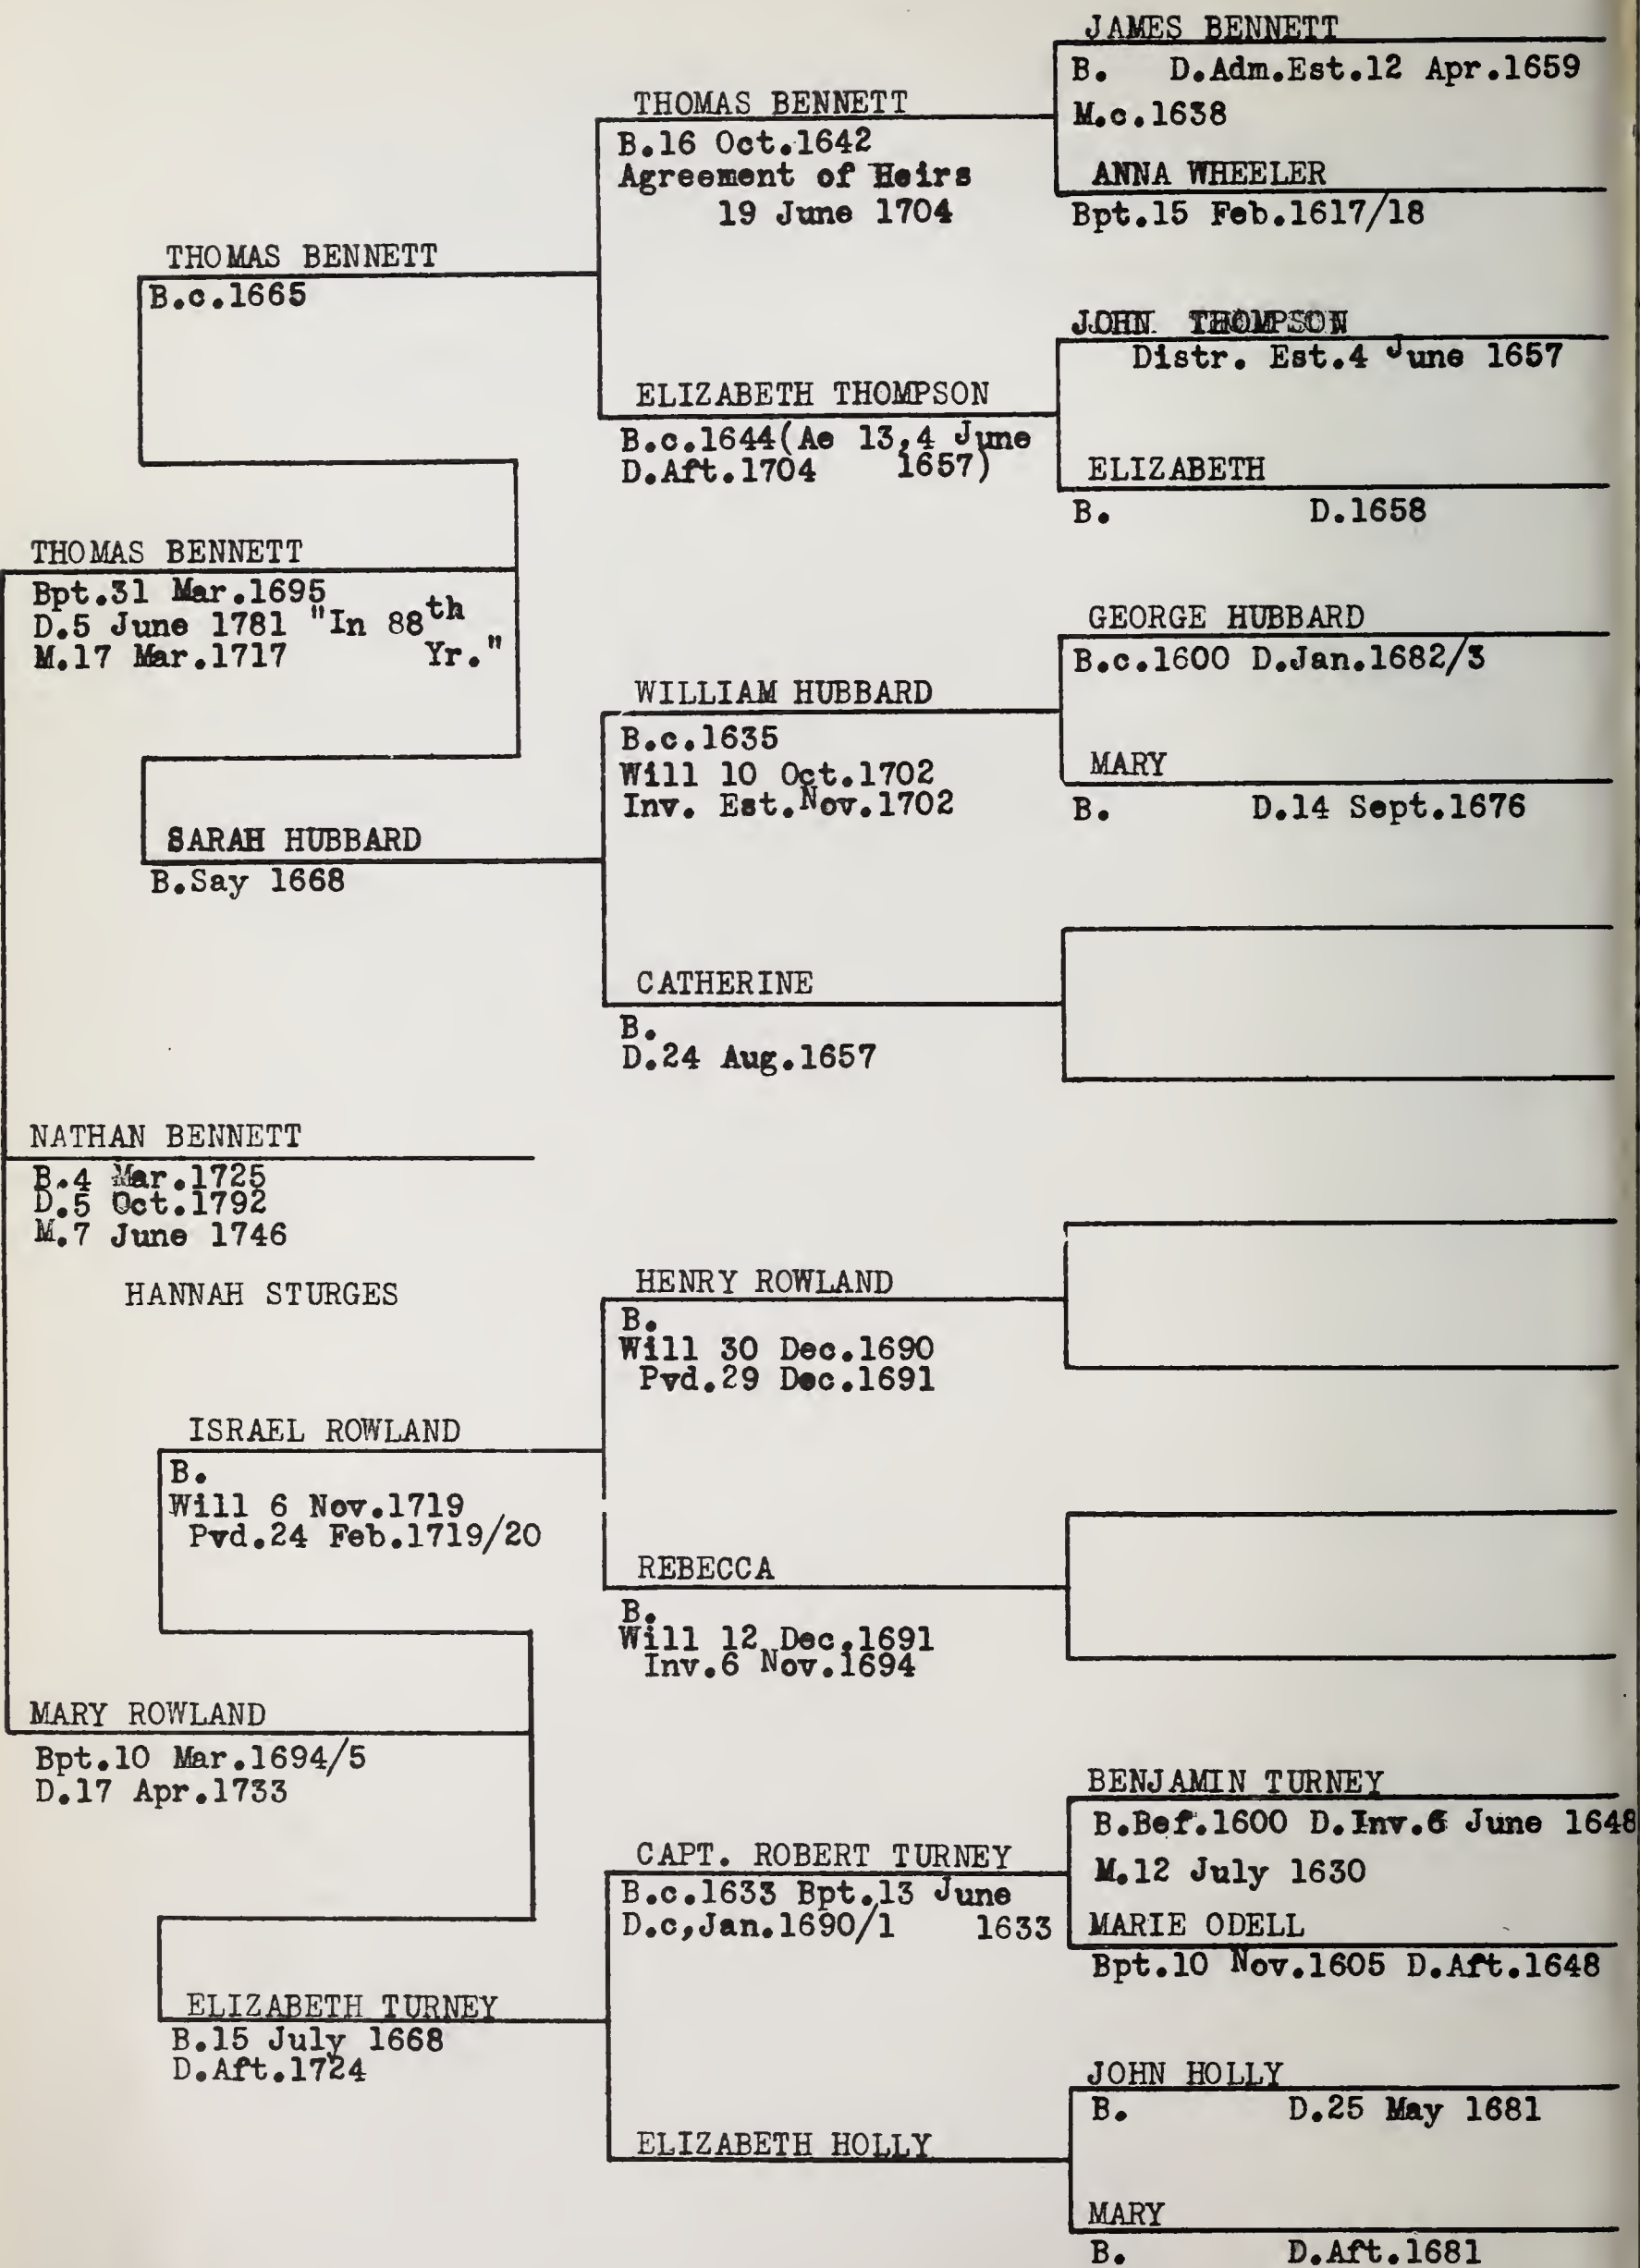 JAMES BENNETT
B. D.Adm.Est.12 Apr.1659
M.c.1638
ANNA WHEELER
Bpt.15 Feb.1617/18
THOMAS BENNETT
B.16 Oct.1642
Agreement of Heirs
19 June 1704
THOMAS BENNETT
B.c.1665
JOHN THOMPSON
Distr. Est.4 June 1657
ELIZABETH THOMPSON
B.c.1644(Ae 13,4 June
D.Aft.1704 1657)
ELIZABETH
B. D.1658
THOMAS BENNETT
Bpt.31 Mar.1695
D.5 June 1781 "In 88th
M.17 Mar.1717 Yr."
GEORGE HUBBARD
B.c.1600 D.Jan.1682/3
WILLIAM HUBBARD
B.c.1635
Will 10 Oct.1702
Inv. Est.Nov.1702
MARY
B. D.14 Sept.1676
SARAH HUBBARD
B.Say 1668
CATHERINE
B.
D.24 Aug.1657
NATHAN BENNETT
B.4 Mar.1725
D.5 Oct.1792
M.7 June 1746
HANNAH STURGES
HENRY ROWLAND
B.
Will 30 Dec.1690
Pvd.29 Dec.1691
ISRAEL ROWLAND
B.
Will 6 Nov.1719
Pvd.24 Feb.1719/20
REBECCA
B.
Will 12 Dec.1691
Inv.6 Nov.1694
MARY ROWLAND
Bpt.10 Mar.1694/5
D.17 Apr.1733
BENJAMIN TURNEY
B.Bef.1600 D.Inv.6 June 1648
M.12 July 1630
MARIE ODELL
Bpt.10 Nov.1605 D.Aft.1648
CAPT. ROBERT TURNEY
B.c.1633 Bpt.13 June
D.c,Jan.1690/1 1633
ELIZABETH TURNEY
B.15 July 1668
D.Aft.1724
JOHN HOLLY
B. D.25 May 1681
ELIZABETH HOLLY
MARY
B. D.Aft.1681